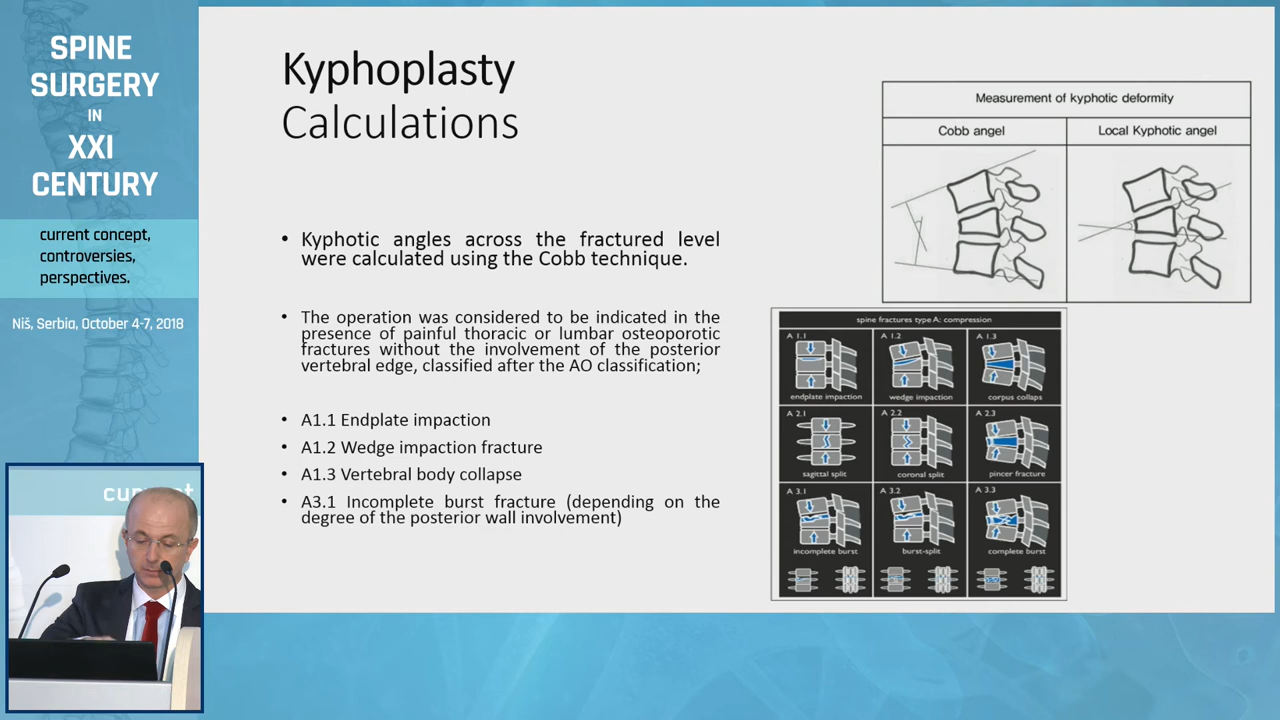 SPINE
SURGERY
IN
XXI
CENTURY
current concept,
controversies,
perspectives.
Niš, Serbia, October 4-7, 2018
current
Kyphoplasty
Calculations
• Kyphotic angles across the fractured level
were calculated using the Cobb technique.
• The operation was considered to be indicated in the
presence of painful thoracic or lumbar osteoporotic
fractures without the involvement of the posterior
vertebral edge, classified after the AO classification;
• A1.1 Endplate impaction
• A1.2 Wedge impaction fracture
• A1.3 Vertebral body collapse
• A3.1 Incomplete burst fracture (depending on the
degree of the posterior wall involvement)
Measurement of kyphotic deformity
Cobb angel
Local Kyphotic angel
spine fractures type A: compression
A 1.1
endplate impaction
A 1.2
wedge impaction
A 1.3
corpus collaps
A 2.1
sagittal split
A 2.2
coronal split
A 2.3
pincer fracture
A 3.1
incomplete burst
A 3.2
burst-split
A 3.3
complete burst